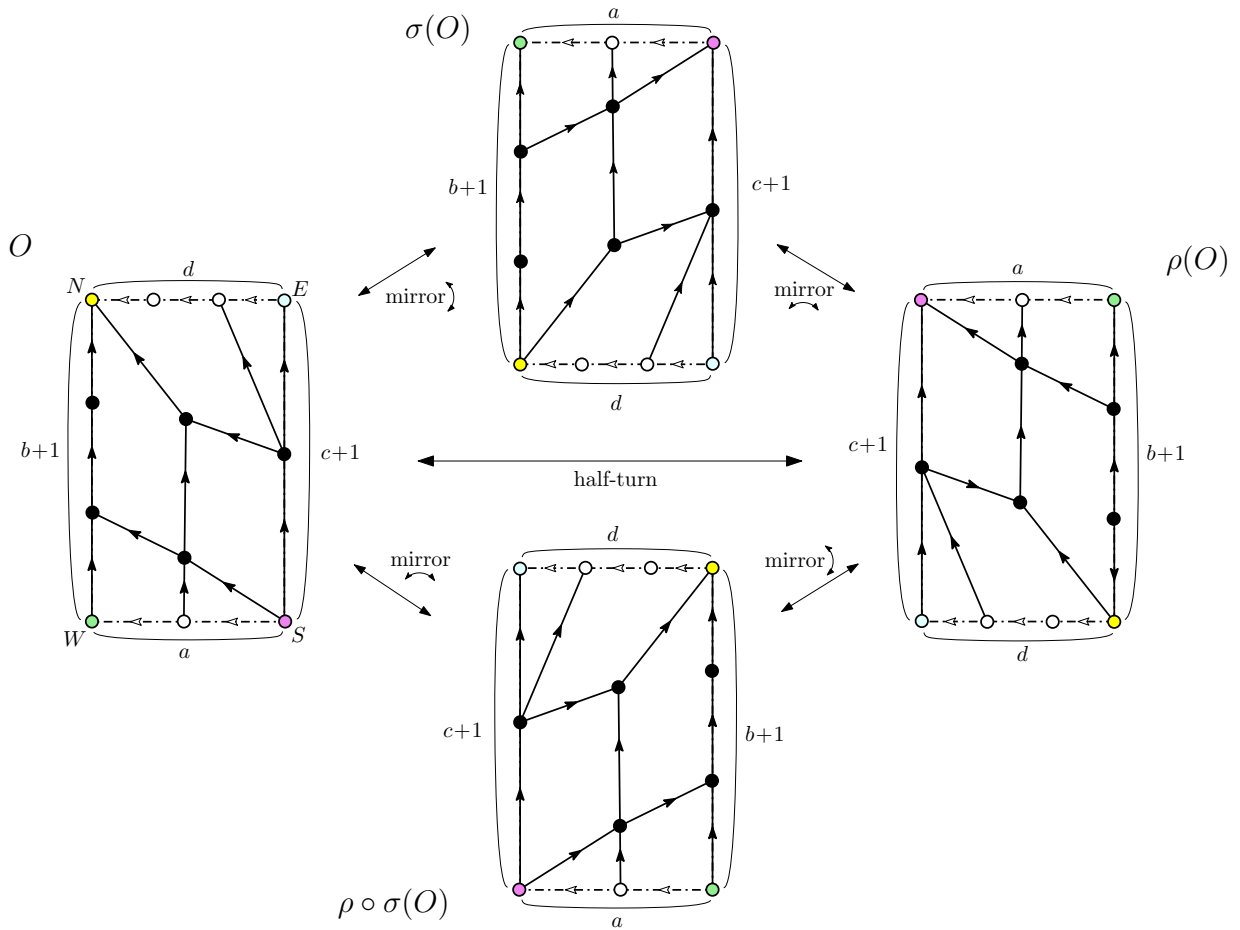 a
σ(O)
b+1
c+1
d
mirror
mirror
O
N
d
E
b+1
c+1
W
a
S
ρ(O)
a
c+1
b+1
d
half-turn
mirror
mirror
d
c+1
b+1
a
ρ ∘ σ(O)